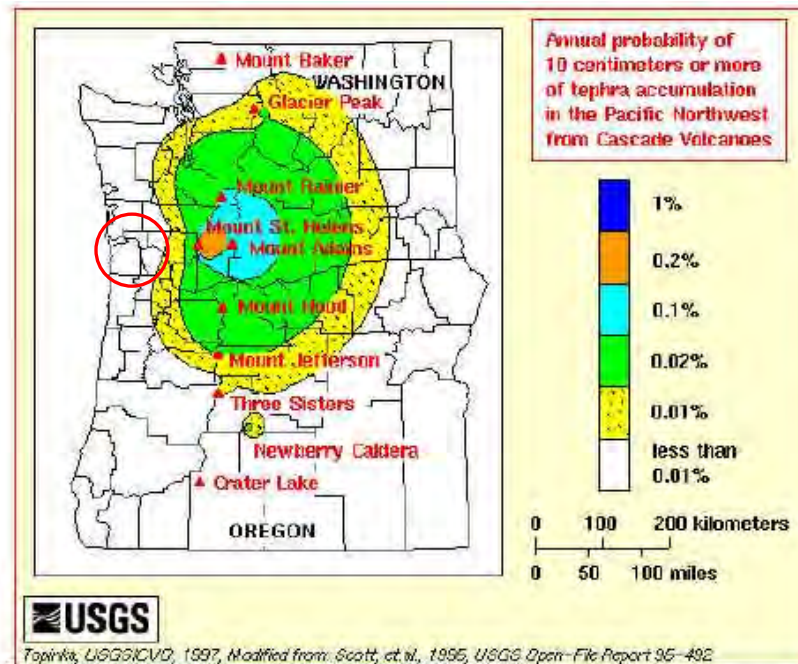 Annual probability of
10 centimeters or more
of tephra accumulation
in the Pacific Northwest
from Cascade Volcanoes
Mount Baker
WASHINGTON
Glacier Peak
Mount Rainier
Mount St. Helens
Mount Adams
Mount Hood
Mount Jefferson
Three Sisters
Newberry Caldera
Crater Lake
OREGON
1%
0.2%
0.1%
0.02%
0.01%
less than
0.01%
0 100 200 kilometers
0 50 100 miles
USGS
Topinka, USGS/CVO, 1997, Modified from: Scott, et.al., 1995, USGS Open-File Report 95-492